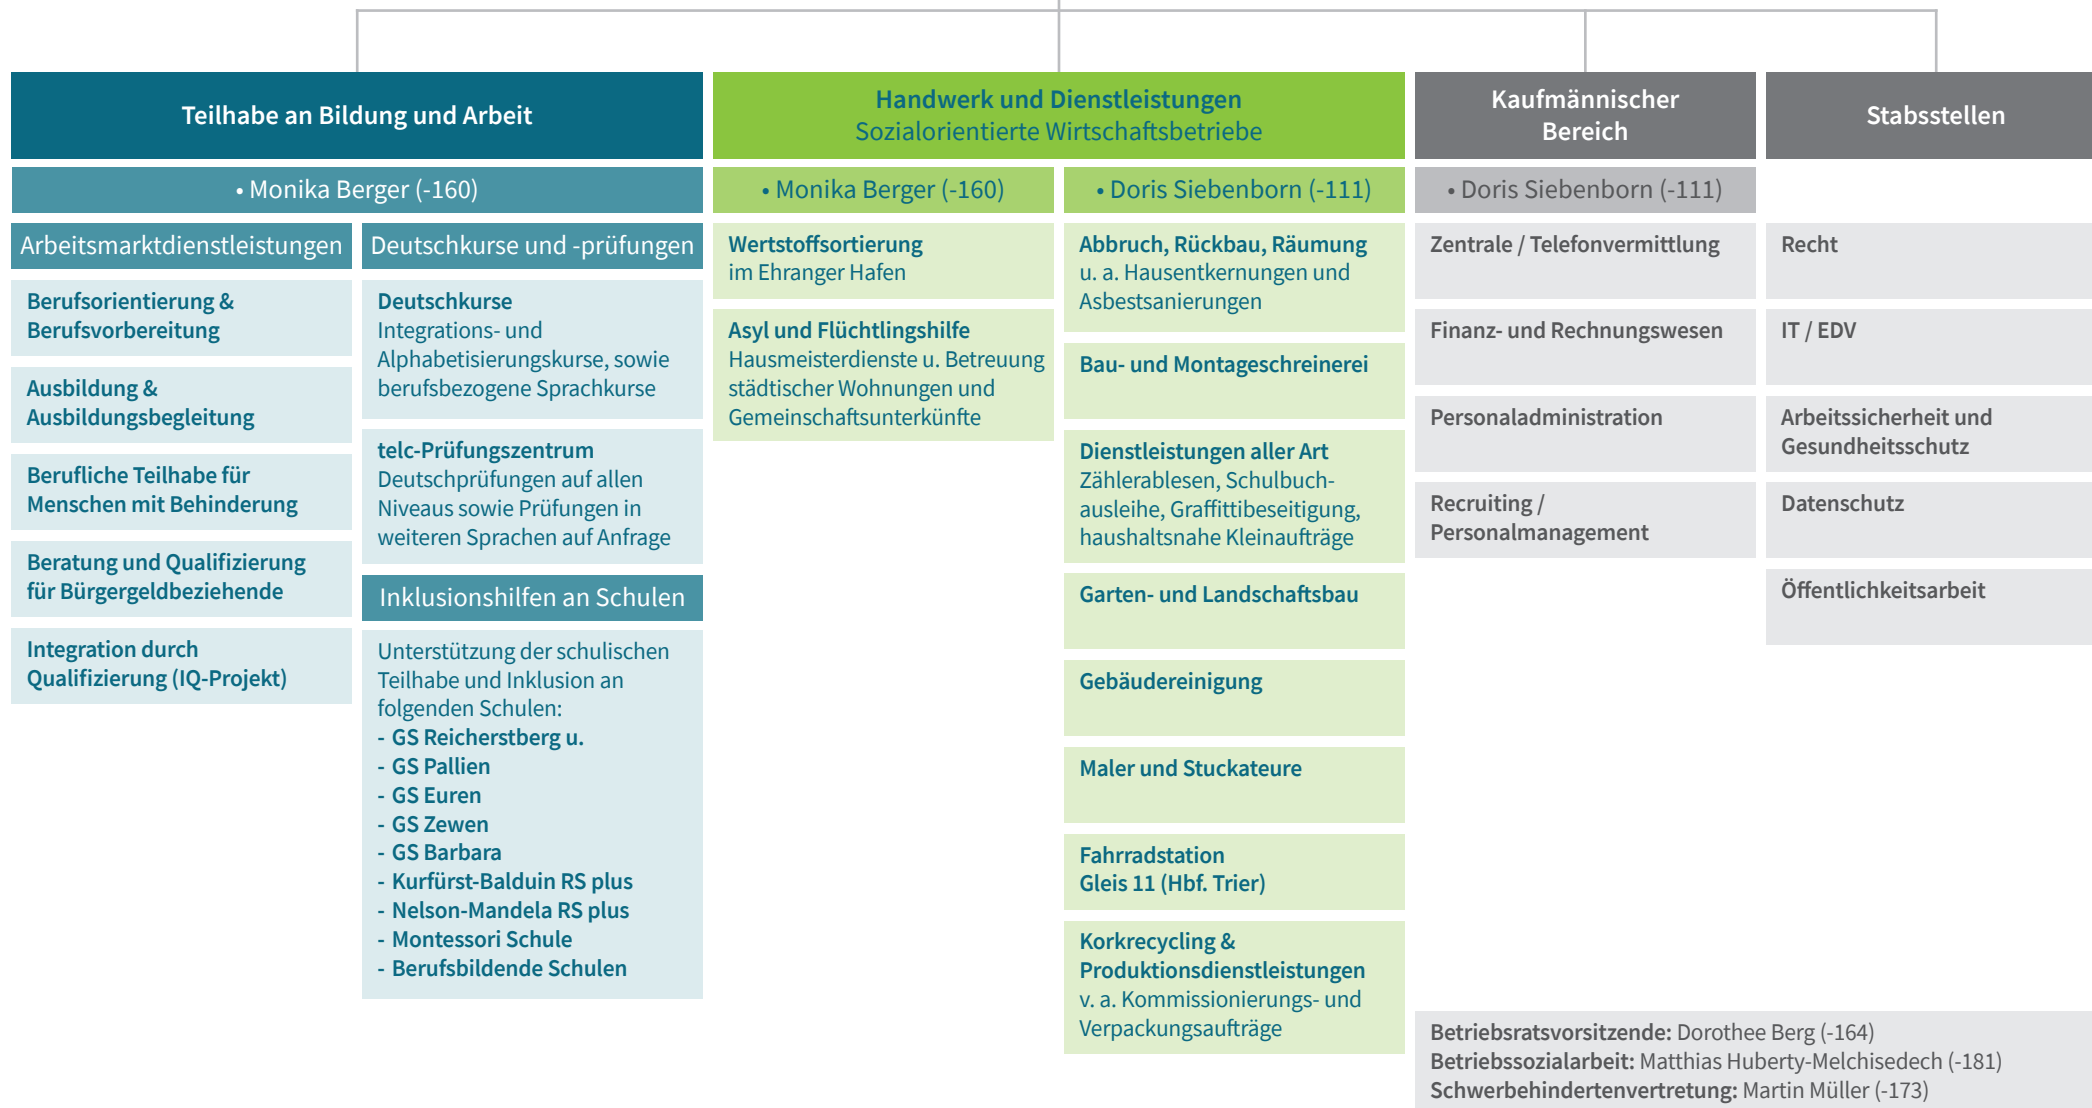 Teilhabe an Bildung und Arbeit
• Monika Berger (-160)
Arbeitsmarktdienstleistungen
Berufsorientierung &
Berufsvorbereitung
Ausbildung &
Ausbildungsbegleitung
Berufliche Teilhabe für
Menschen mit Behinderung
Beratung und Qualifizierung
für Bürgergeldbeziehende
Integration durch
Qualifizierung (IQ-Projekt)
Deutschkurse und -prüfungen
Deutschkurse
Integrations- und
Alphabetisierungskurse, sowie
berufsbezogene Sprachkurse
telc-Prüfungszentrum
Deutschprüfungen auf allen
Niveaus sowie Prüfungen in
weiteren Sprachen auf Anfrage
Inklusionshilfen an Schulen
Unterstützung der schulischen
Teilhabe und Inklusion an
folgenden Schulen:
- GS Reicherstberg u.
- GS Pallien
- GS Euren
- GS Zewen
- GS Barbara
- Kurfürst-Balduin RS plus
- Nelson-Mandela RS plus
- Montessori Schule
- Berufsbildende Schulen
Handwerk und Dienstleistungen
Sozialorientierte Wirtschaftsbetriebe
• Monika Berger (-160)
Wertstoffsortierung
im Ehranger Hafen
Asyl und Flüchtlingshilfe
Hausmeisterdienste u. Betreuung
städtischer Wohnungen und
Gemeinschaftsunterkünfte
• Doris Siebenborn (-111)
Abbruch, Rückbau, Räumung
u. a. Hausentkernungen und
Asbestsanierungen
Bau- und Montageschreinerei
Dienstleistungen aller Art
Zählerablesen, Schulbuch-
ausleihe, Graffittibeseitigung,
haushaltsnahe Kleinaufträge
Garten- und Landschaftsbau
Gebäudereinigung
Maler und Stuckateure
Fahrradstation
Gleis 11 (Hbf. Trier)
Korkrecycling &
Produktionsdienstleistungen
v. a. Kommissionierungs- und
Verpackungsaufträge
Kaufmännischer
Bereich
• Doris Siebenborn (-111)
Zentrale / Telefonvermittlung
Finanz- und Rechnungswesen
Personaladministration
Recruiting /
Personalmanagement
Stabsstellen
Recht
IT / EDV
Arbeitssicherheit und
Gesundheitsschutz
Datenschutz
Öffentlichkeitsarbeit
Betriebsratsvorsitzende: Dorothee Berg (-164)
Betriebssozialarbeit: Matthias Huberty-Melchisedech (-181)
Schwerbehindertenvertretung: Martin Müller (-173)